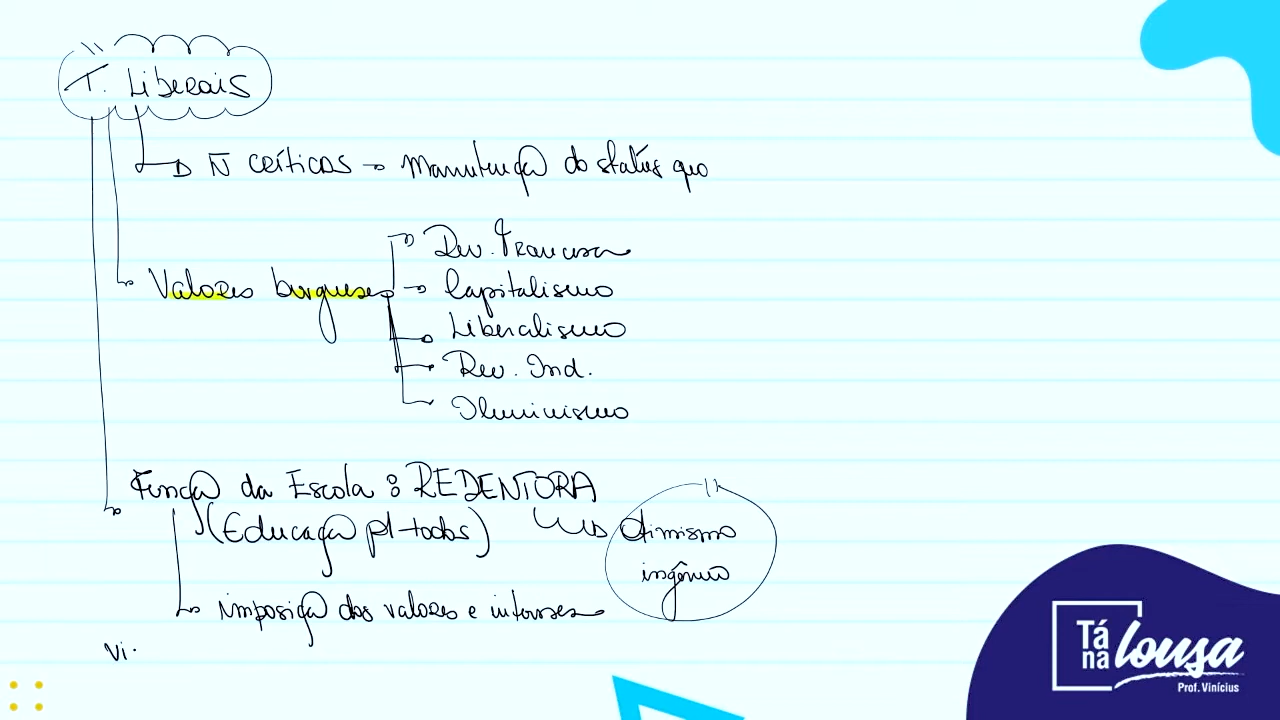 T. Liberais
Ñ críticas → Manutenção do status quo
Rev. Francesa
Valores burgueses → Capitalismo
Liberalismo
Rev. Ind.
Iluminismo
Função da Escola: REDENTORA
(Educação p/ todos) → Otimismo
ingênuo
imposição dos valores e interesses
Vi.
Tá
na lousa
Prof. Vinícius